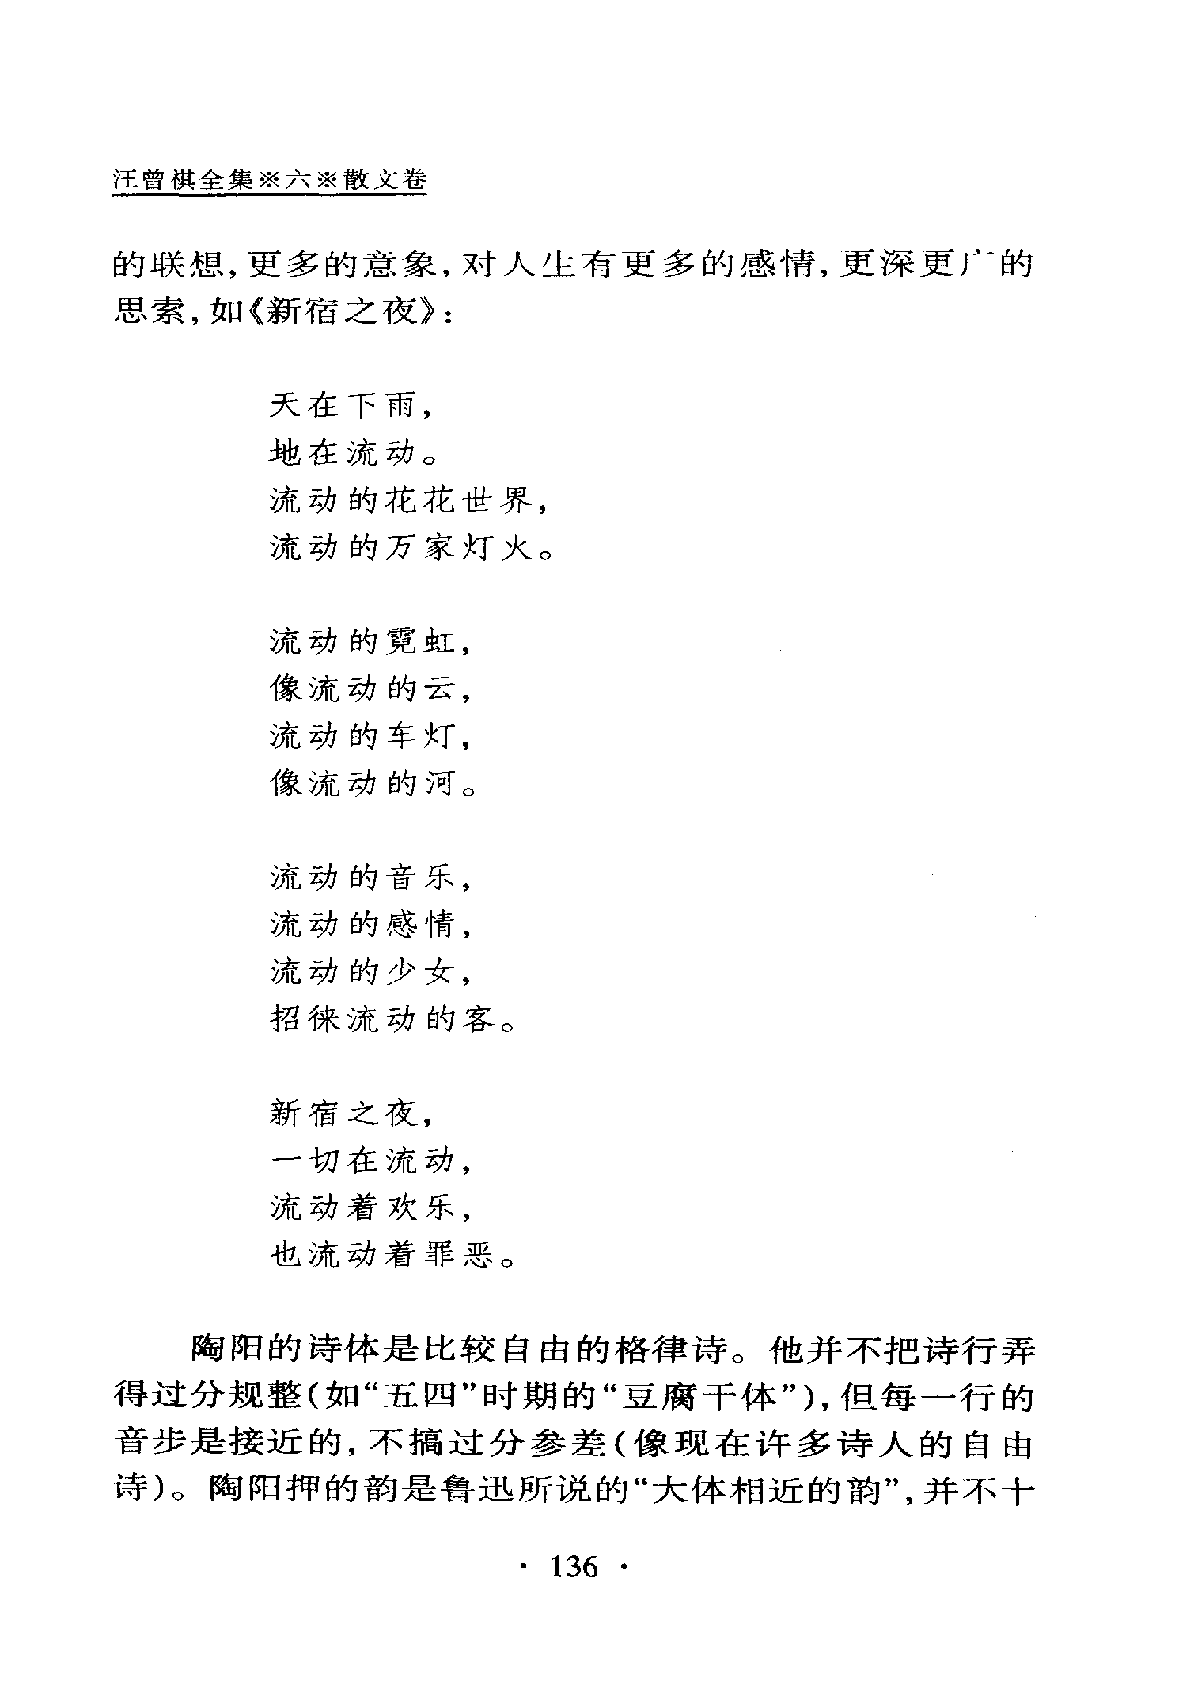 汪曾祺全集※六※散文卷
的联想,更多的意象,对人生有更多的感情,更深更广的
思索,如《新宿之夜》:
天在下雨,
地在流动。
流动的花花世界,
流动的万家灯火。
流动的霓虹,
像流动的云,
流动的车灯,
像流动的河。
流动的音乐,
流动的感情,
流动的少女,
招徕流动的客。
新宿之夜,
一切在流动,
流动着欢乐,
也流动着罪恶。
陶阳的诗体是比较自由的格律诗。他并不把诗行弄
得过分规整(如“五四”时期的“豆腐干体”),但每一行的
音步是接近的,不搞过分参差(像现在许多诗人的自由
诗)。陶阳押的韵是鲁迅所说的“大体相近的韵”,并不十
· 136 ·